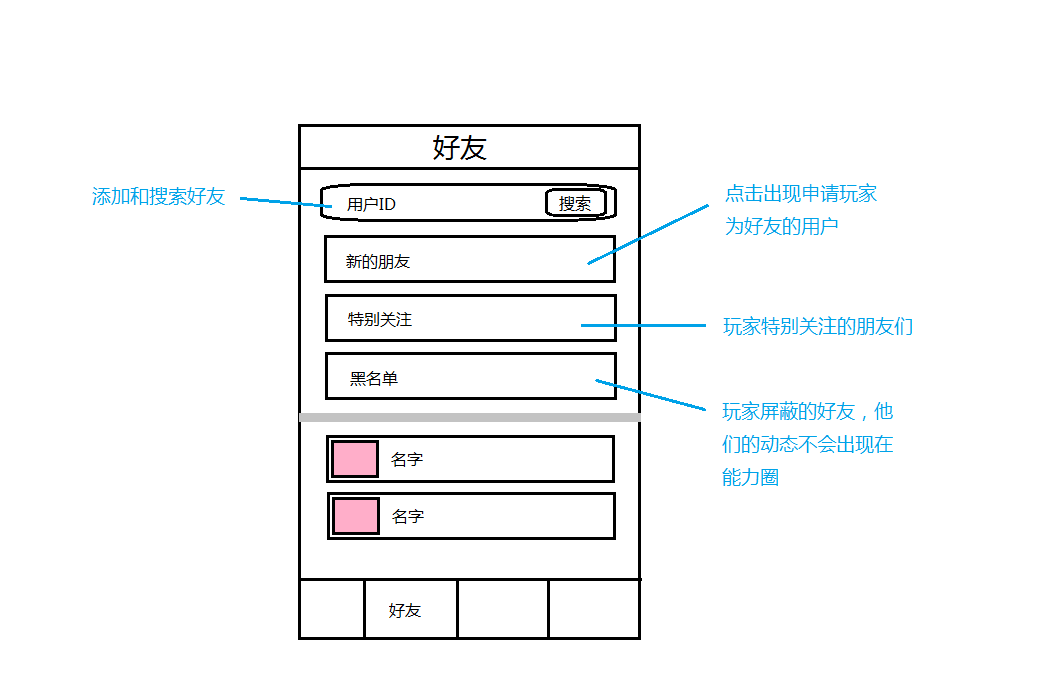 好友
添加和搜索好友
用户ID
搜索
点击出现申请玩家
为好友的用户
新的朋友
特别关注
玩家特别关注的朋友们
黑名单
玩家屏蔽的好友，他
们的动态不会出现在
能力圈
名字
名字
好友